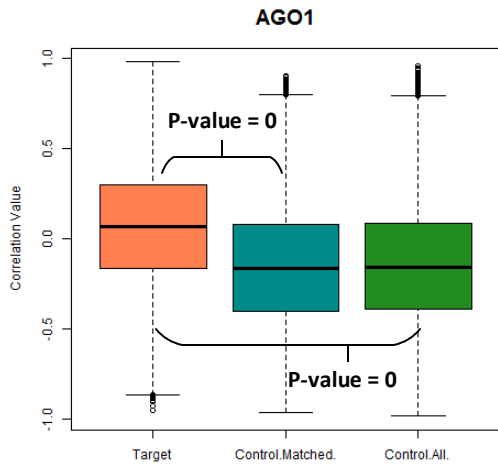 AGO1
P-value = 0
P-value = 0
Correlation Value
1.0
0.5
0.0
-0.5
-1.0
Target
Control.Matched.
Control.All.